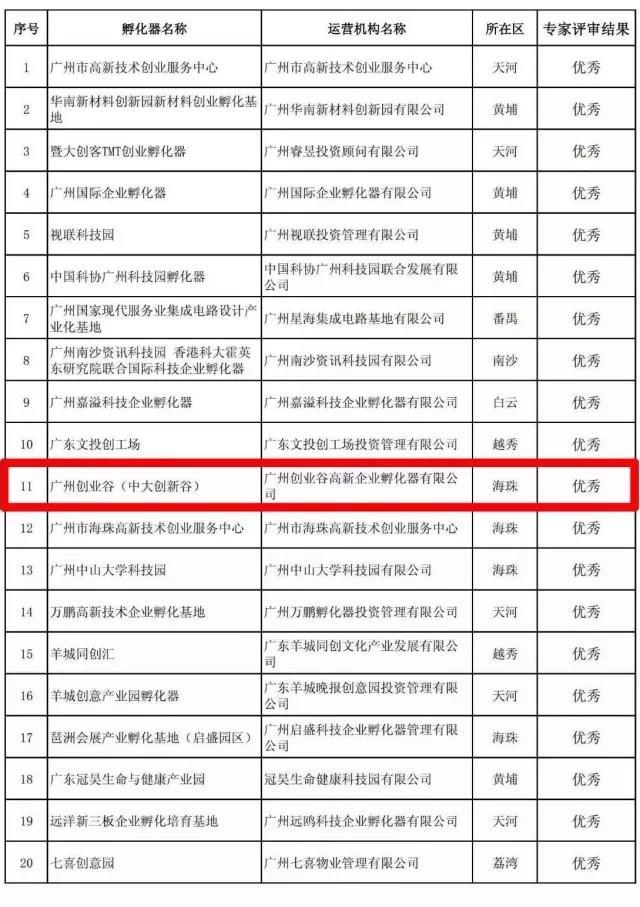 序号 孵化器名称 运营机构名称 所在区 专家评审结果
1 广州市高新技术创业服务中心 广州市高新技术创业服务中心 天河 优秀
2 华南新材料创新园新材料创业孵化基
地 广州华南新材料创新园有限公司 黄埔 优秀
3 暨大创客TMT创业孵化器 广州睿昱投资顾问有限公司 天河 优秀
4 广州国际企业孵化器 广州国际企业孵化器有限公司 黄埔 优秀
5 视联科技园 广州视联投资管理有限公司 黄埔 优秀
6 中国科协广州科技园孵化器 中国科协广州科技园联合发展有限
公司 黄埔 优秀
7 广州国家现代服务业集成电路设计产
业化基地 广州星海集成电路基地有限公司 番禺 优秀
8 广州南沙资讯科技园 香港科大霍英
东研究院联合国际科技企业孵化器 广州南沙资讯科技园有限公司 南沙 优秀
9 广州嘉溢科技企业孵化器 广州嘉溢科技企业孵化器有限公司 白云 优秀
10 广东文投创工场 广东文投创工场投资管理有限公司 越秀 优秀
11 广州创业谷（中大创新谷） 广州创业谷高新企业孵化器有限公
司 海珠 优秀
12 广州市海珠高新技术创业服务中心 广州市海珠高新技术创业服务中心 海珠 优秀
13 广州中山大学科技园 广州中山大学科技园有限公司 海珠 优秀
14 万鹏高新技术企业孵化基地 广州万鹏孵化器投资管理有限公司 天河 优秀
15 羊城同创汇 广东羊城同创文化产业发展有限公
司 越秀 优秀
16 羊城创意产业园孵化器 广东羊城晚报创意园投资管理有限
公司 天河 优秀
17 琶洲会展产业孵化基地（启盛园区） 广州启盛科技企业孵化器管理有限
公司 海珠 优秀
18 广东冠昊生命与健康产业园 冠昊生命健康科技园有限公司 黄埔 优秀
19 远洋新三板企业孵化培育基地 广州远鸥科技企业孵化器有限公司 天河 优秀
20 七喜创意园 广州七喜物业管理有限公司 荔湾 优秀